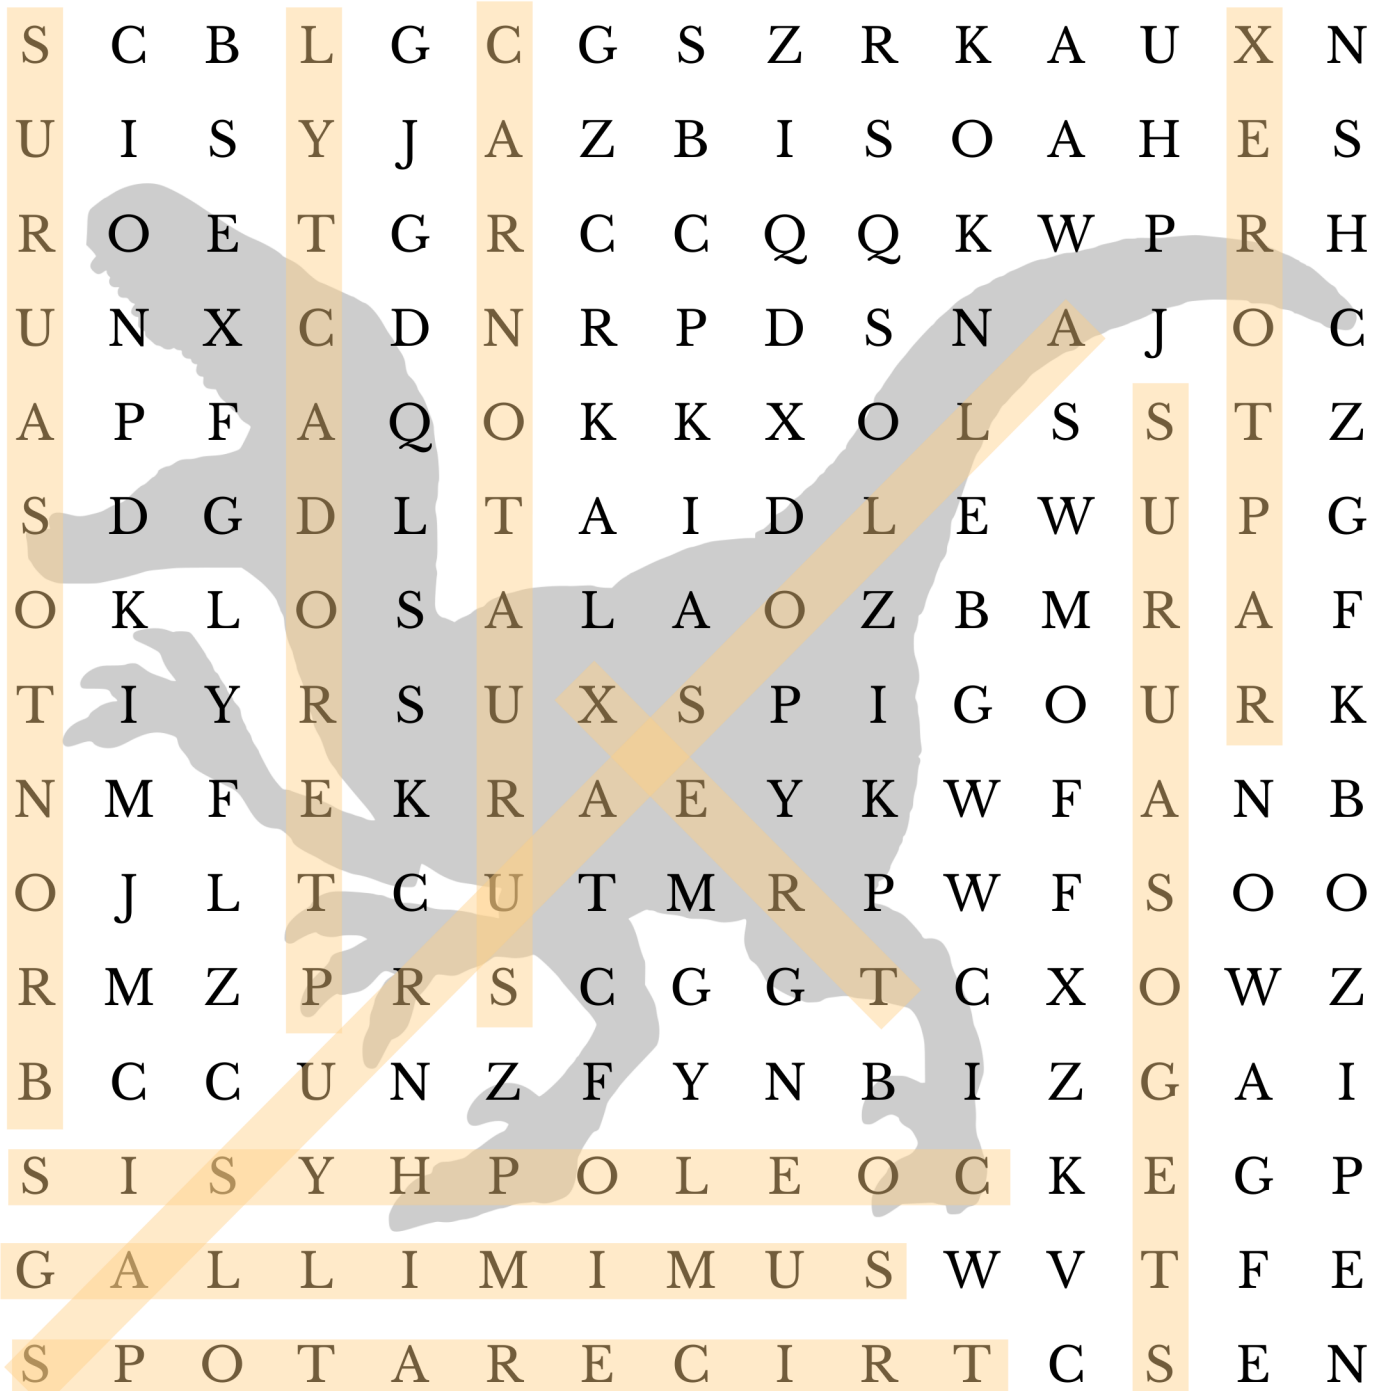 S C B L G C G S Z R K A U X N
U I S Y J A Z B I S O A H E S
R O E T G R C C Q Q K W P R H
U N X C D N R P D S N A J O C
A P F A Q O K K X O L S S T Z
S D G D L T A I D L E W U P G
O K L O S A L A O Z B M R A F
T I Y R S U X S P I G O U R K
N M F E K R A E Y K W F A N B
O J L T C U T M R P W F S O O
R M Z P R S C G G T C X O W Z
B C C U N Z F Y N B I Z G A I
S I S Y H P O L E O C K E G P
G A L L I M I M U S W V T F E
S P O T A R E C I R T C S E N